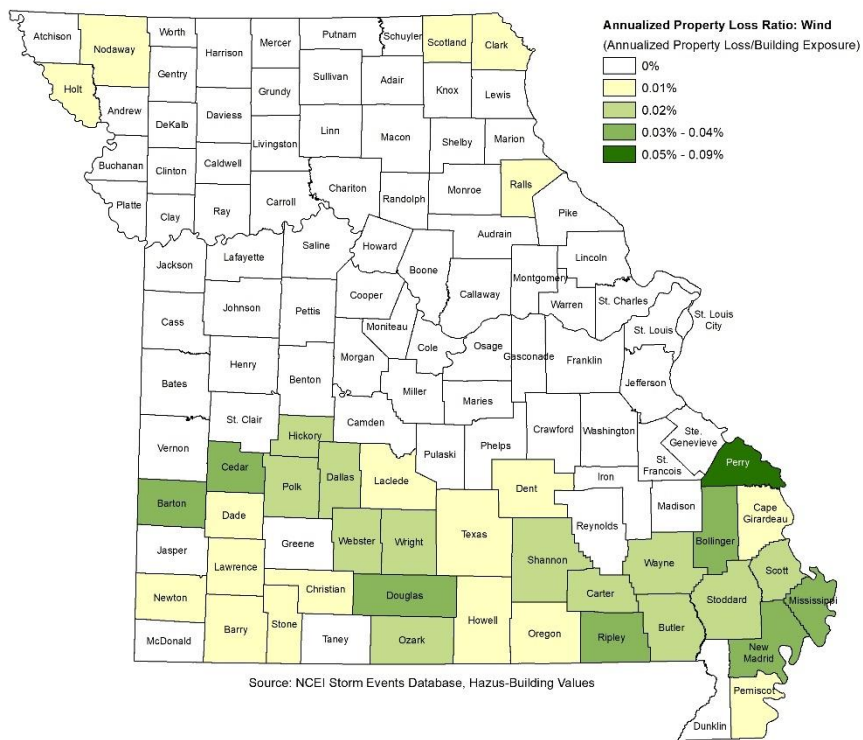 Annualized Property Loss Ratio: Wind
(Annualized Property Loss/Building Exposure)
0%
0.01%
0.02%
0.03% - 0.04%
0.05% - 0.09%
Atchison
Nodaway
Worth
Harrison
Mercer
Putnam
Schuyler
Scotland
Clark
Holt
Gentry
Sullivan
Adair
Knox
Lewis
Andrew
DeKalb
Daviess
Grundy
Linn
Macon
Shelby
Marion
Buchanan
Clinton
Caldwell
Livingston
Chariton
Randolph
Monroe
Ralls
Pike
Platte
Clay
Ray
Carroll
Audrain
Saline
Howard
Boone
Callaway
Montgomery
Lincoln
Jackson
Lafayette
Cooper
Warren
St. Charles
Cass
Johnson
Pettis
Moniteau
Cole
Osage
Gasconade
Franklin
St. Louis
St. Louis
City
Bates
Henry
Benton
Morgan
Miller
Maries
Jefferson
Vernon
St. Clair
Hickory
Camden
Pulaski
Phelps
Crawford
Washington
St.
Francois
Ste.
Genevieve
Perry
Barton
Cedar
Polk
Dallas
Laclede
Dent
Iron
Reynolds
Madison
Bollinger
Cape
Girardeau
Jasper
Dade
Greene
Webster
Wright
Texas
Shannon
Wayne
Scott
Newton
Lawrence
Christian
Douglas
Carter
Stoddard
Mississippi
McDonald
Barry
Stone
Taney
Ozark
Howell
Oregon
Ripley
Butler
New
Madrid
Dunklin
Pemiscot
Source: NCEI Storm Events Database, Hazus-Building Values